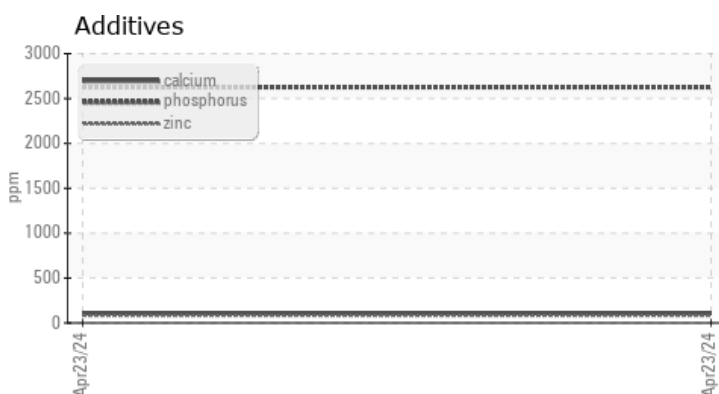 Additives
3000
2500
2000
1500
1000
500
0
ppm
calcium
phosphorus
zinc
Apr23/24
Apr23/24